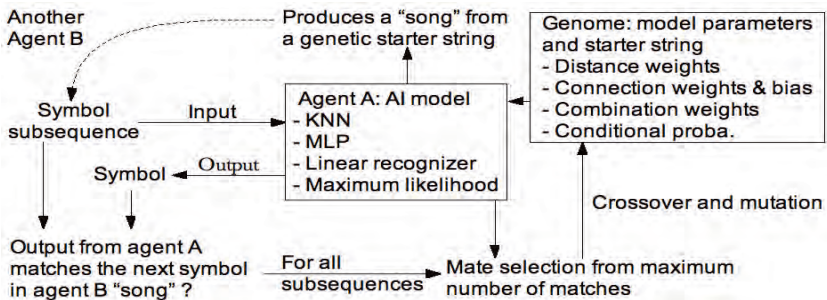 Another
Agent B
Produces a “song” from
a genetic starter string
Genome: model parameters
and starter string
- Distance weights
- Connection weights & bias
- Combination weights
- Conditional proba.
Symbol
subsequence
Input
Agent A: AI model
- KNN
- MLP
- Linear recognizer
- Maximum likelihood
Symbol
Output
Crossover and mutation
Output from agent A
matches the next symbol
in agent B “song” ?
For all
subsequences
Mate selection from maximum
number of matches